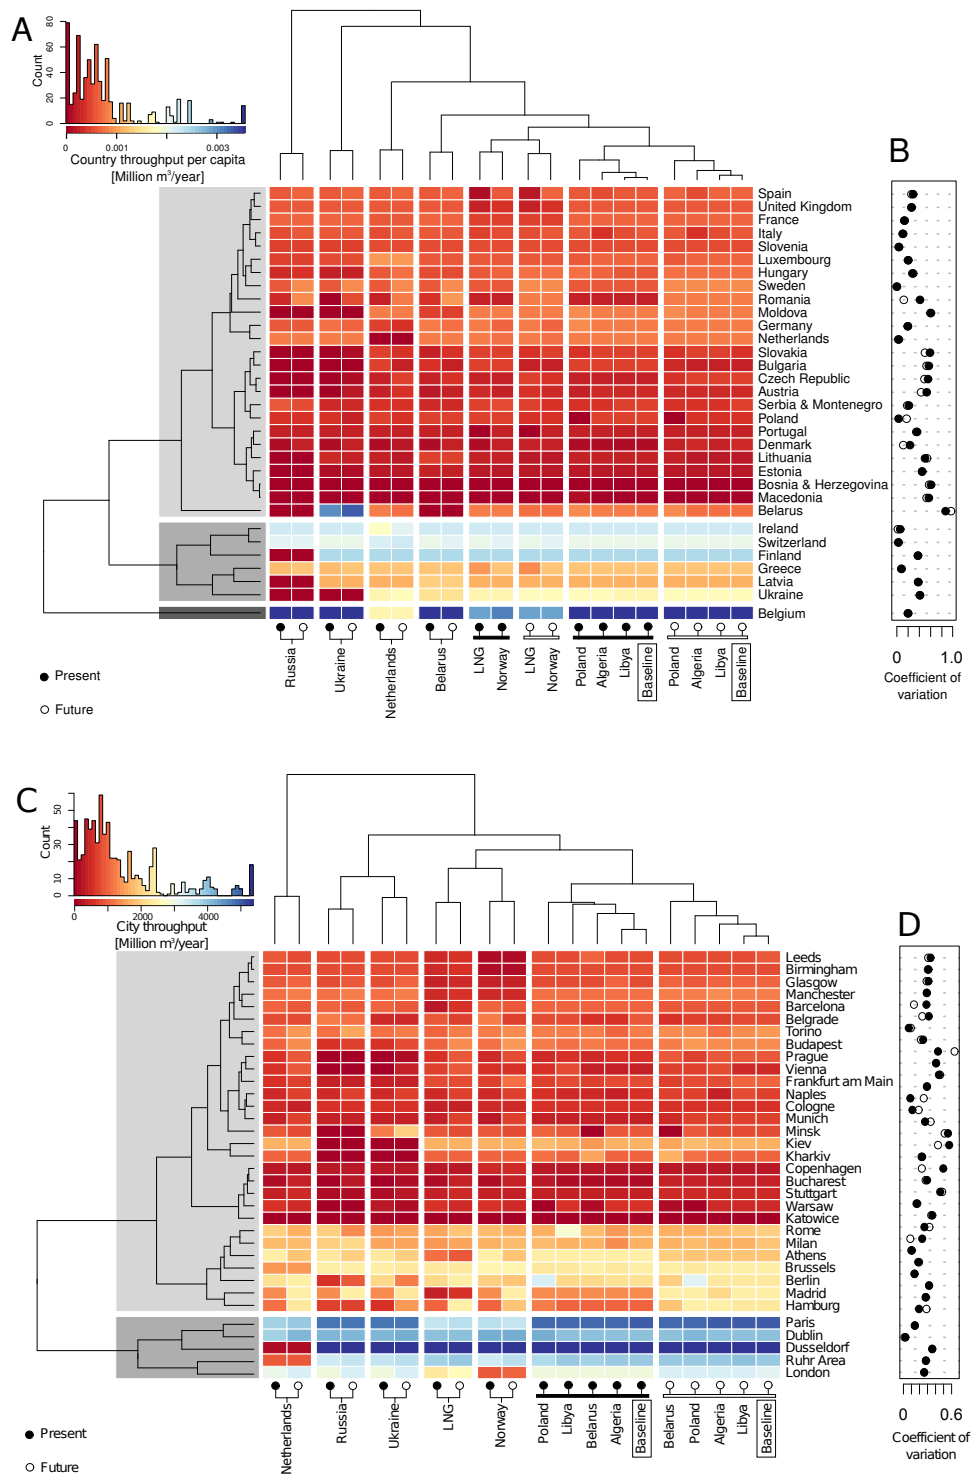 A
80
60
40
20
0
Count
0
0.001
0.003
Country throughput per capita
[Million m³/year]
B
Spain
United Kingdom
France
Italy
Slovenia
Luxembourg
Hungary
Sweden
Romania
Moldova
Germany
Netherlands
Slovakia
Bulgaria
Czech Republic
Austria
Serbia & Montenegro
Poland
Portugal
Denmark
Lithuania
Estonia
Bosnia & Herzegovina
Macedonia
Belarus
Ireland
Switzerland
Finland
Greece
Latvia
Ukraine
Belgium
Russia
Ukraine
Netherlands
Belarus
LNG
Norway
LNG
Norway
Poland
Algeria
Libya
Baseline
Poland
Algeria
Libya
Baseline
0
1.0
Coefficient of
variation
Present
Future
C
50
30
10
0
Count
0
2000
4000
City throughput
[Million m³/year]
D
Leeds
Birmingham
Glasgow
Manchester
Barcelona
Belgrade
Torino
Budapest
Prague
Vienna
Frankfurt am Main
Naples
Cologne
Munich
Minsk
Kiev
Kharkiv
Copenhagen
Bucharest
Stuttgart
Warsaw
Katowice
Rome
Milan
Athens
Brussels
Berlin
Madrid
Hamburg
Paris
Dublin
Dusseldorf
Ruhr Area
London
Netherlands
Russia
Ukraine
LNG
Norway
Poland
Libya
Belarus
Algeria
Baseline
Belarus
Poland
Algeria
Libya
Baseline
0
0.6
Coefficient of
variation
Present
Future